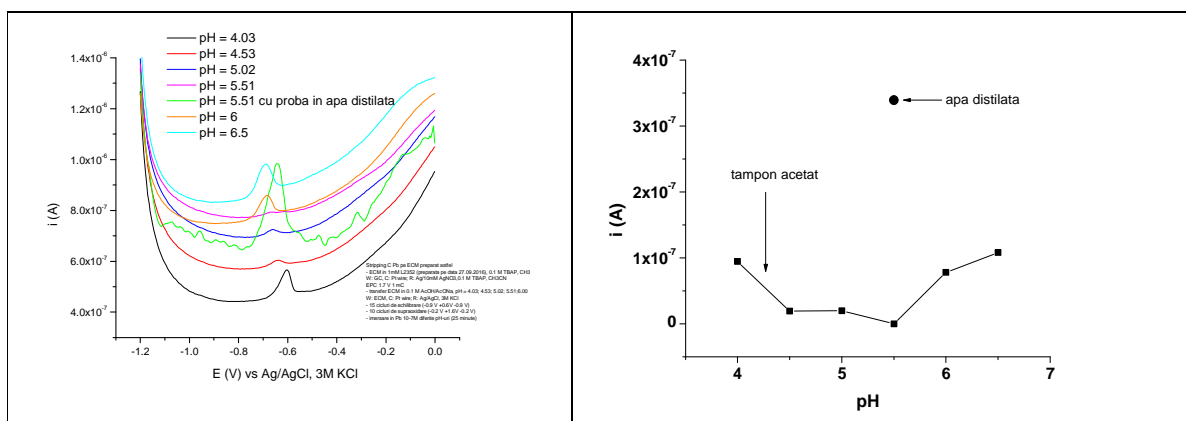 pH = 4.03
pH = 4.53
pH = 5.02
pH = 5.51
pH = 5.51 cu proba in apa distilata
pH = 6
pH = 6.5
1.4x10⁻⁶
1.2x10⁻⁶
1.0x10⁻⁶
8.0x10⁻⁷
6.0x10⁻⁷
4.0x10⁻⁷
i (A)
Stripping C Pb pe ECM preparat astfel
- ECM in 1mM L2352 (preparata pe data 27.09.2016), 0.1 M TBAP, CH3
W: GC, C: Pt wire; R: Ag/10mM AgNO3,0.1 M TBAP, CH3CN
EPC 1.7 V 1 mC
- transfer ECM in 0.1 M AcOH/AcONa, pH = 4.03; 4.53; 5.02; 5.51;6.00
W: ECM, C: Pt wire; R: Ag/AgCl, 3M KCl
- 15 cicluri de echilibrare (-0.9 V +0.6V -0.9 V)
- 10 cicluri de supraoxidare (-0.2 V +1.6V -0.2 V)
- imersare in Pb 10-7M diferite pH-uri (25 minute)
-1.2 -1.0 -0.8 -0.6 -0.4 -0.2 0.0
E (V) vs Ag/AgCl, 3M KCl
4x10⁻⁷
3x10⁻⁷
2x10⁻⁷
1x10⁻⁷
0
i (A)
apa distilata
tampon acetat
4 5 6 7
pH